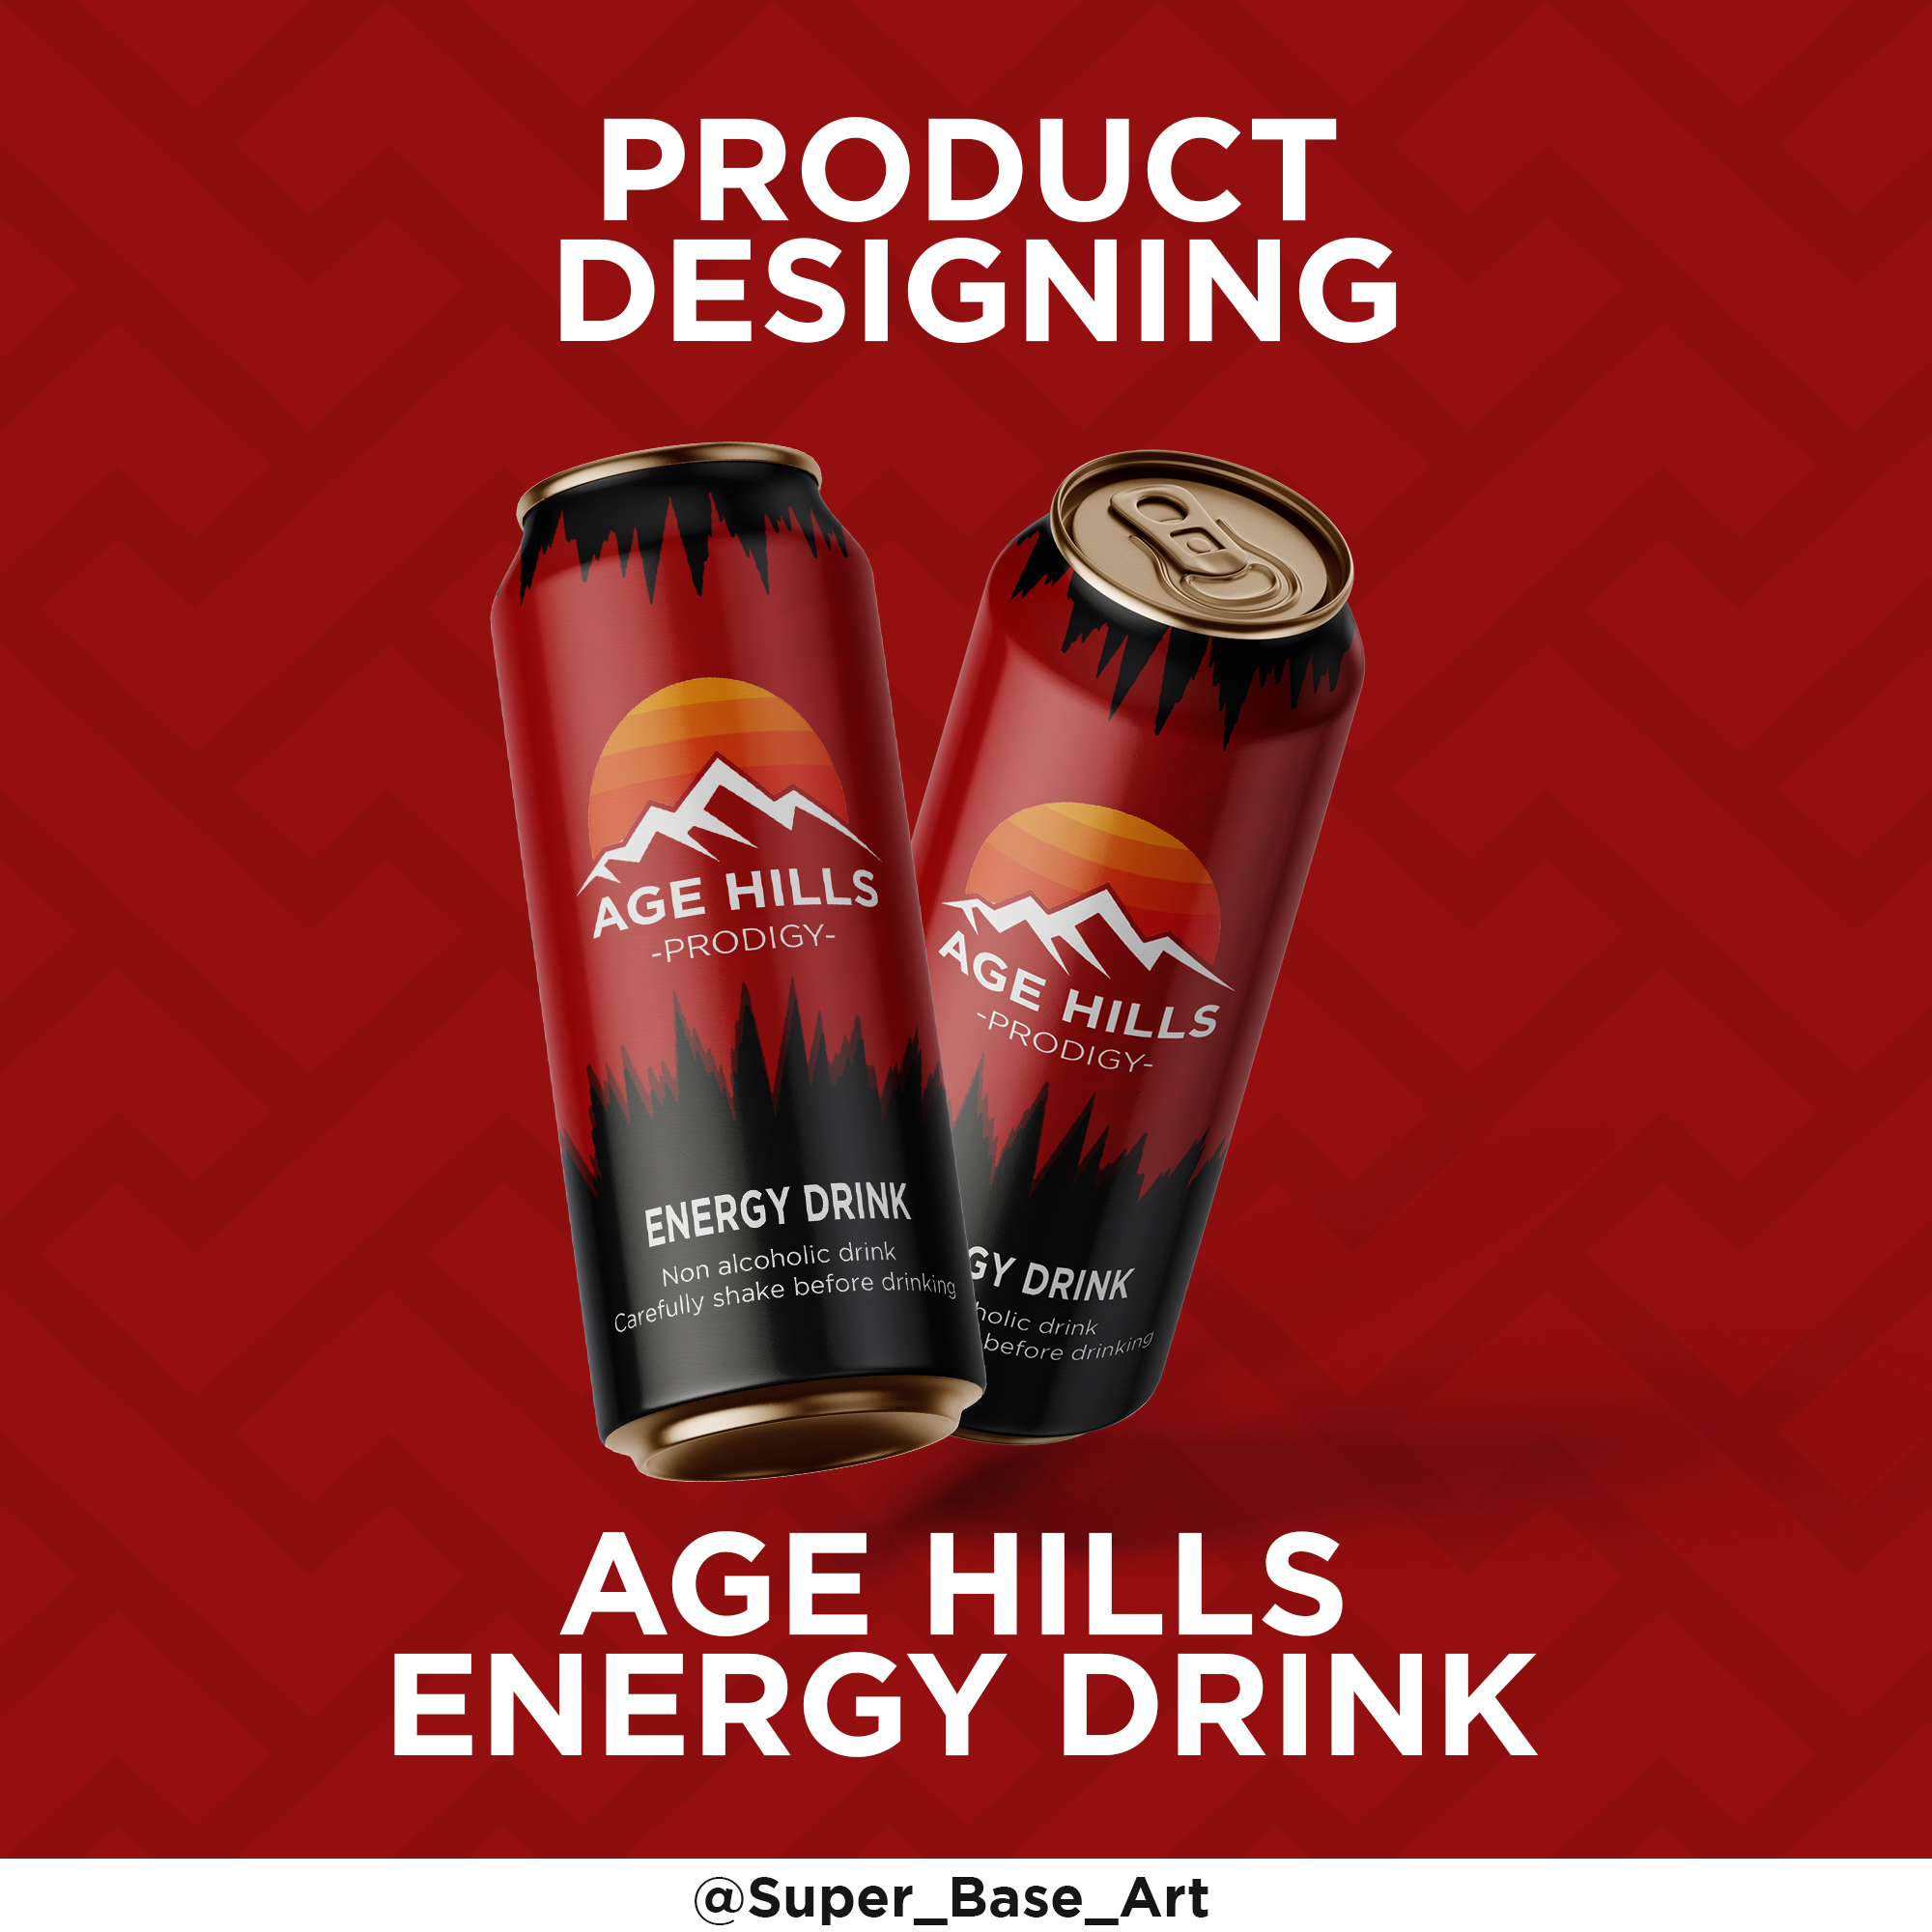 PRODUCT
DESIGNING
AGE HILLS
-PRODIGY-
ENERGY DRINK
Non alcoholic drink
Carefully shake before drinking
AGE HILLS
-PRODIGY-
GY DRINK
holic drink
before drinking
AGE HILLS
ENERGY DRINK
@Super_Base_Art